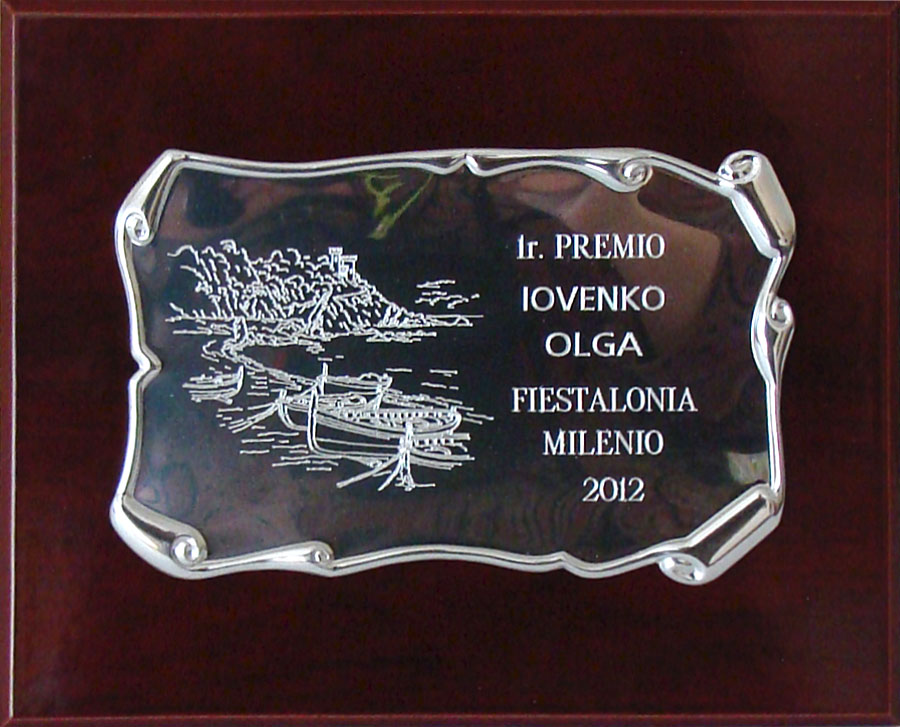 1r. PREMIO
IOVENKO
OLGA
FIESTALONIA
MILENIO
2012